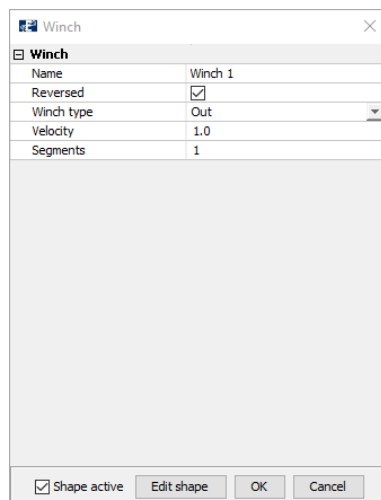 Winch
Winch
Name Winch 1
Reversed
Winch type Out
Velocity 1.0
Segments 1
Shape active Edit shape OK Cancel